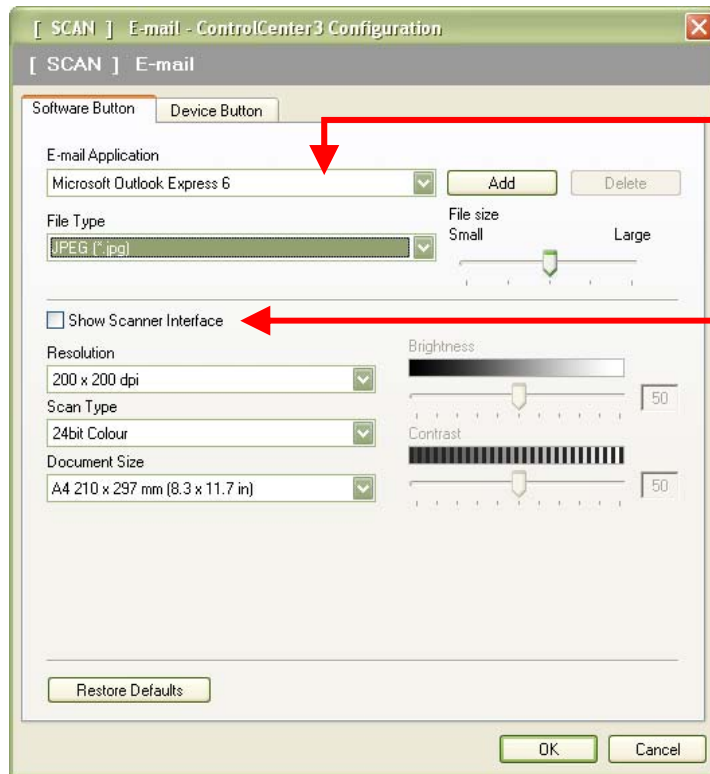 [ SCAN ] E-mail - ControlCenter3 Configuration
[ SCAN ] E-mail
Software Button Device Button
E-mail Application
Microsoft Outlook Express 6 Add Delete
File Type File size
JPEG (*.jpg) Small Large
Show Scanner Interface
Resolution Brightness
200 x 200 dpi 50
Scan Type
24bit Colour Contrast
Document Size
A4 210 x 297 mm (8.3 x 11.7 in) 50
Restore Defaults
OK Cancel